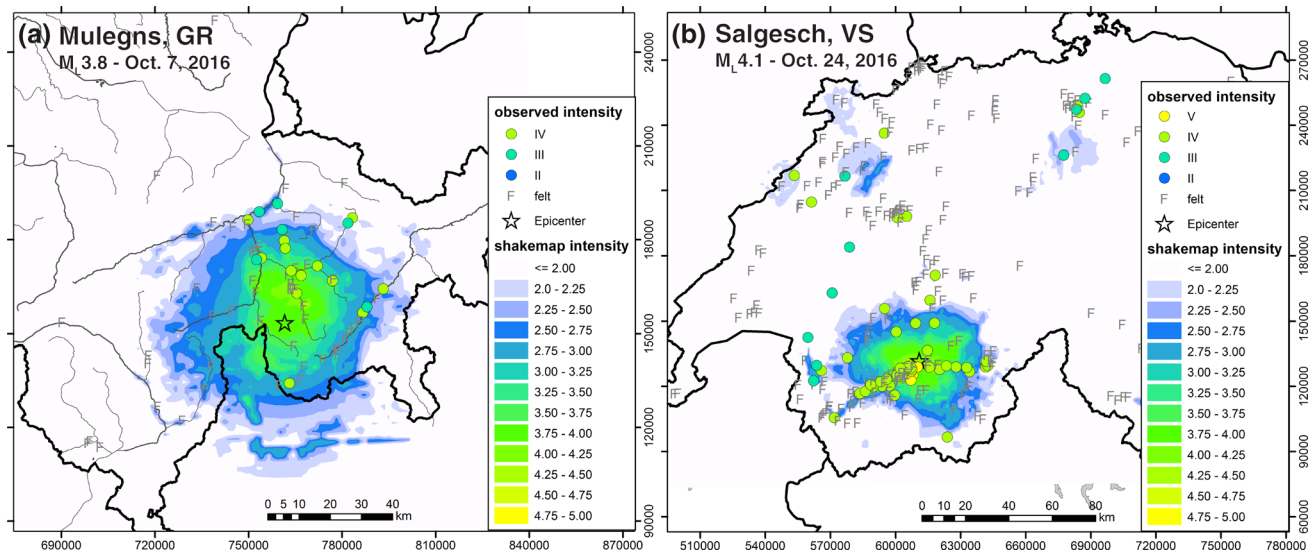 (a) Mulegns, GR
ML3.8 - Oct. 7, 2016
observed intensity
IV
III
II
F felt
Epicenter
shakemap intensity
<= 2.00
2.0 - 2.25
2.25 - 2.50
2.50 - 2.75
2.75 - 3.00
3.00 - 3.25
3.25 - 3.50
3.50 - 3.75
3.75 - 4.00
4.00 - 4.25
4.25 - 4.50
4.50 - 4.75
4.75 - 5.00
0 5 10 20 30 40
km
240000
210000
180000
150000
120000
90000
690000 720000 750000 780000 810000 840000 870000
(b) Salgesch, VS
ML4.1 - Oct. 24, 2016
observed intensity
V
IV
III
II
F felt
Epicenter
shakemap intensity
<= 2.00
2.0 - 2.25
2.25 - 2.50
2.50 - 2.75
2.75 - 3.00
3.00 - 3.25
3.25 - 3.50
3.50 - 3.75
3.75 - 4.00
4.00 - 4.25
4.25 - 4.50
4.50 - 4.75
4.75 - 5.00
0 10 20 40 60 80
km
270000
240000
210000
180000
150000
120000
90000
60000
510000 540000 570000 600000 630000 660000 690000 720000 750000 780000